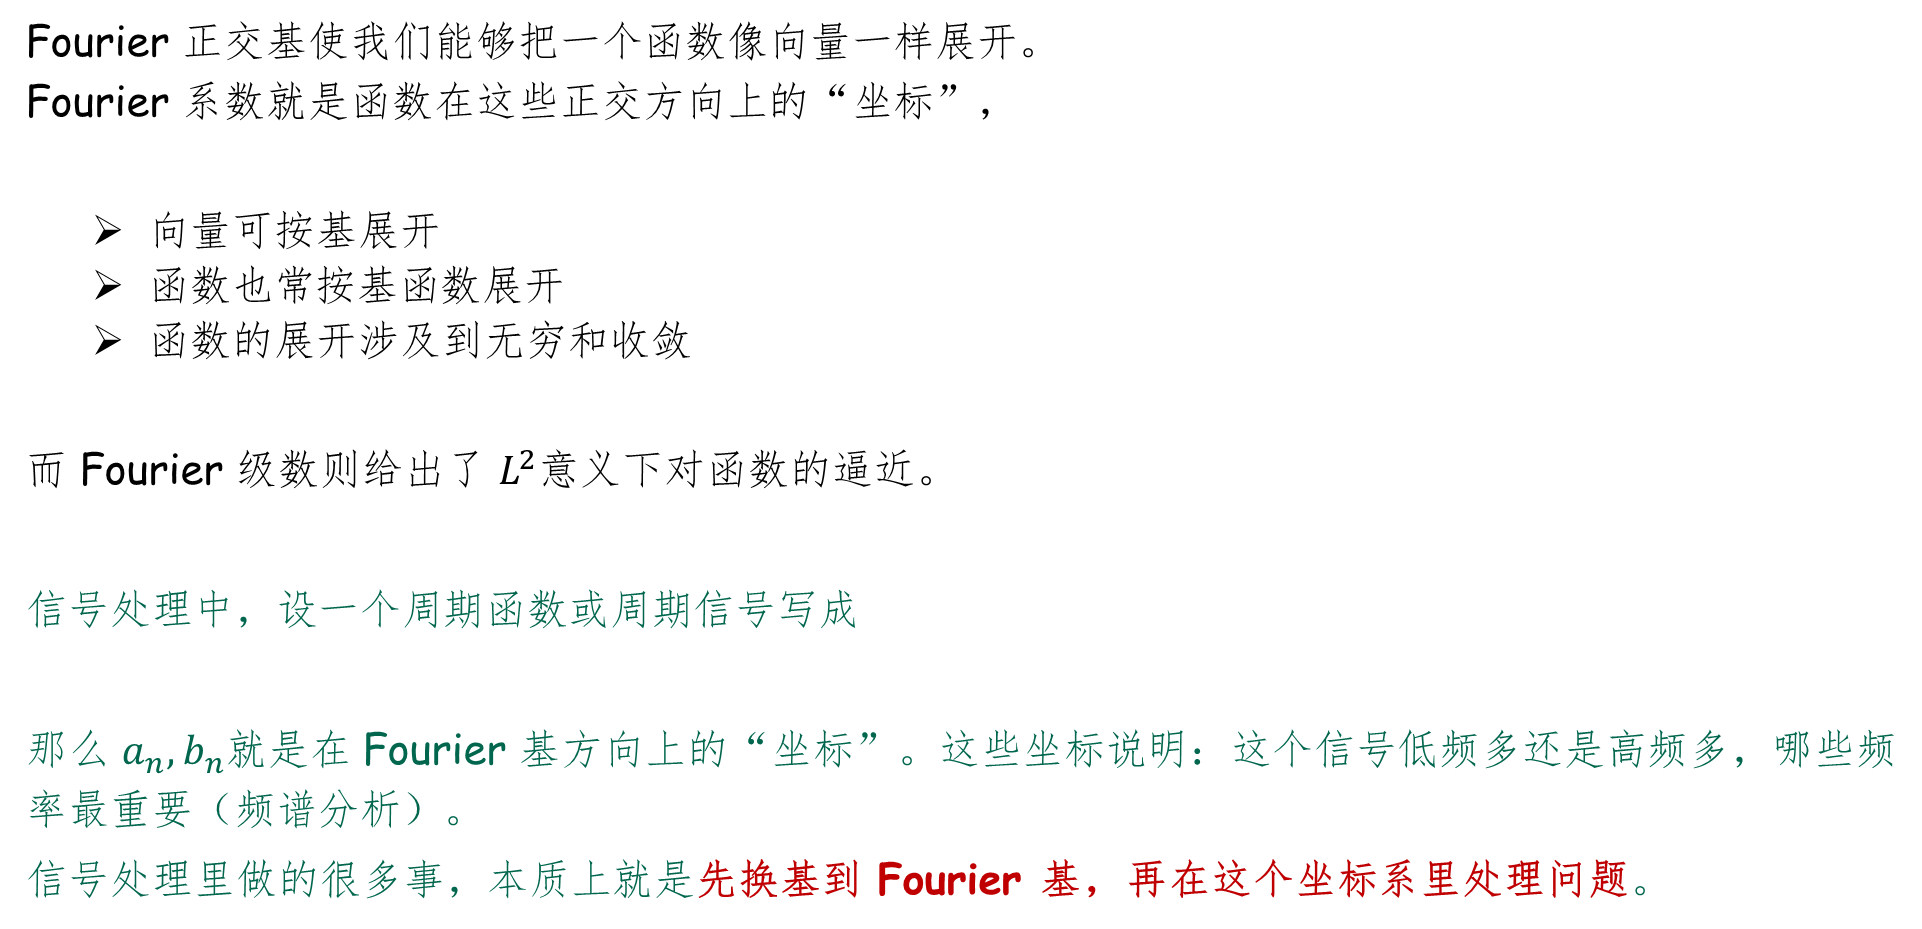 Fourier 正交基使我们能够把一个函数像向量一样展开。
Fourier 系数就是函数在这些正交方向上的“坐标”，
➢ 向量可按基展开
➢ 函数也常按基函数展开
➢ 函数的展开涉及到无穷和收敛
而 Fourier 级数则给出了 L²意义下对函数的逼近。
信号处理中，设一个周期函数或周期信号写成
那么 aₙ, bₙ就是在 Fourier 基方向上的“坐标”。这些坐标说明：这个信号低频多还是高频多，哪些频
率最重要（频谱分析）。
信号处理里做的很多事，本质上就是先换基到 Fourier 基，再在这个坐标系里处理问题。